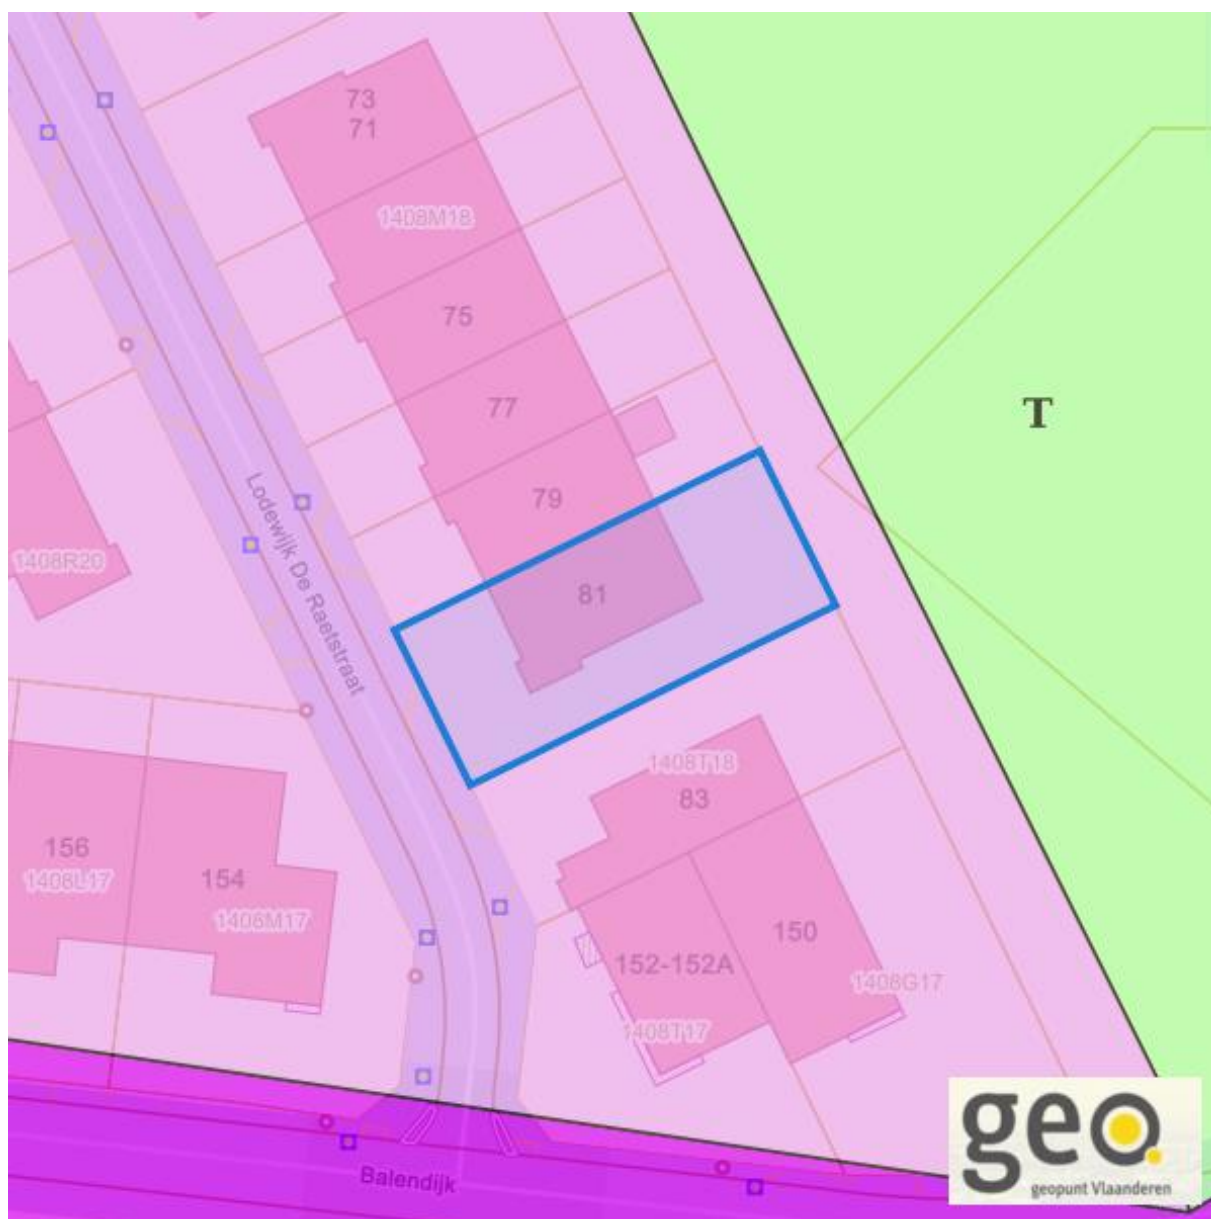 73
71
1408M18
75
T
77
79
Lodewijk De Raetstraat
1408R20
81
1408T18
83
156
1408L17
154
1408M17
150
152-152A
1408G17
1408T17
geo
geopunt Vlaanderen
Balendijk